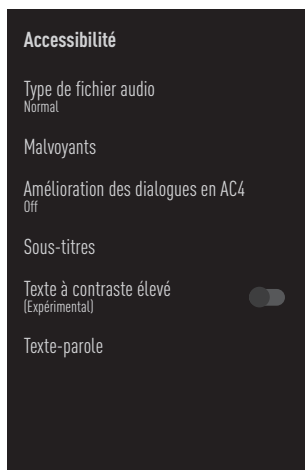 Accessibilité
Type de fichier audio
Normal
Malvoyants
Amélioration des dialogues en AC4
Off
Sous-titres
Texte à contraste élevé
(Expérimental)
Texte-parole